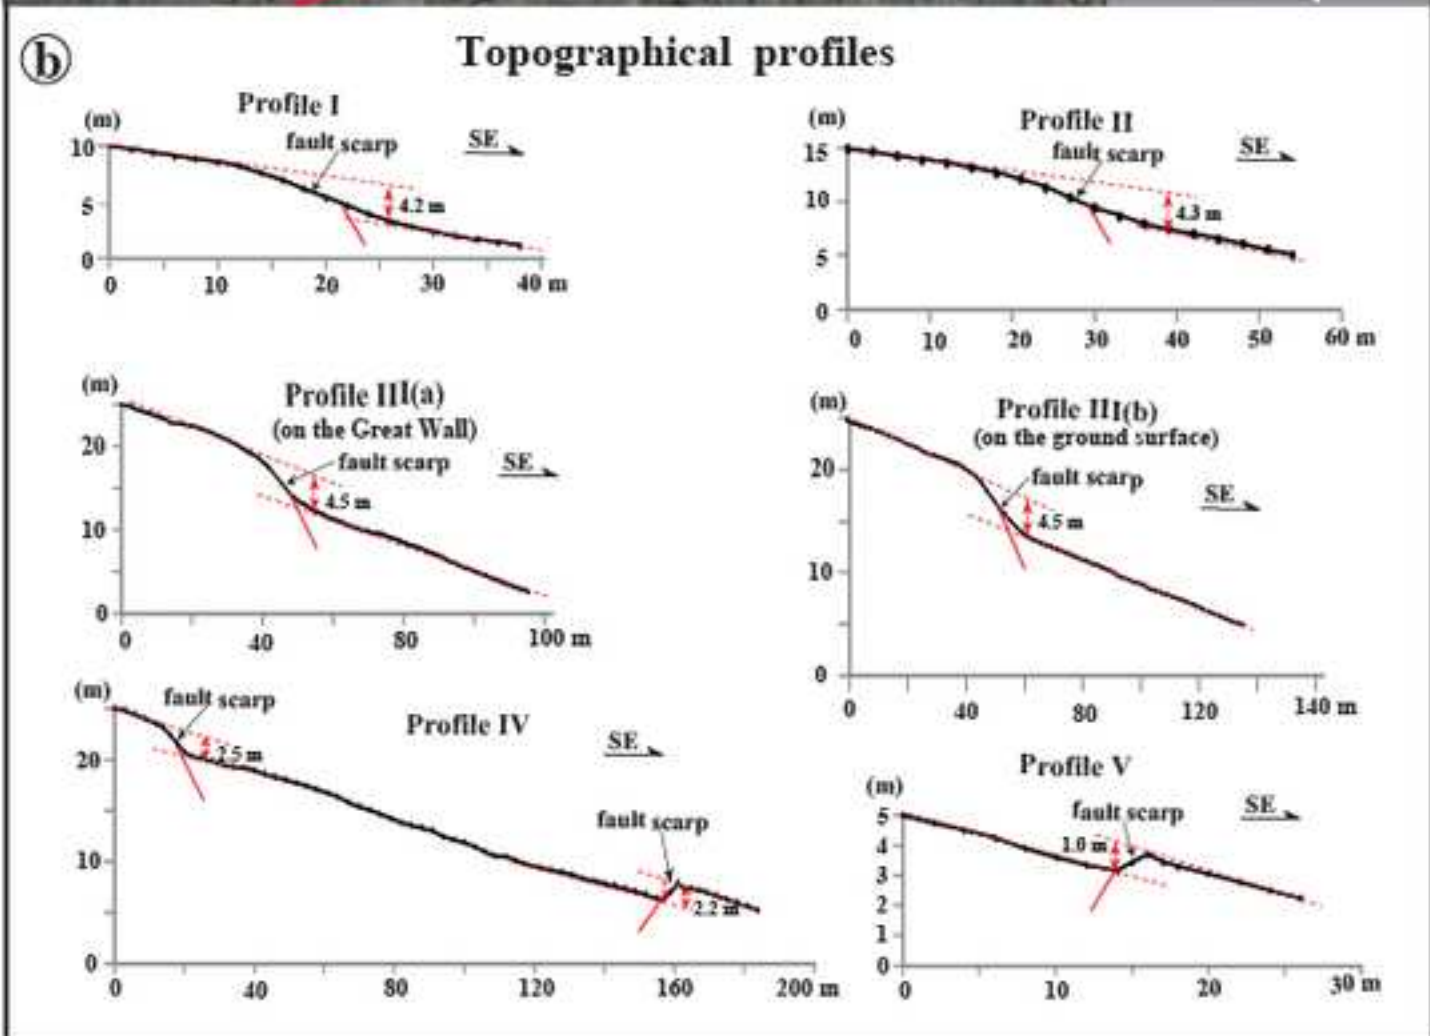 b
Topographical profiles
Profile I
(m)
fault scarp
SE
10
5
0
4.2 m
0 10 20 30 40 m
Profile II
(m)
fault scarp
SE
15
10
5
0
4.3 m
0 10 20 30 40 50 60 m
Profile III(a)
(on the Great Wall)
(m)
fault scarp
SE
20
10
0
4.5 m
0 40 80 100 m
Profile III(b)
(on the ground surface)
(m)
fault scarp
SE
20
10
0
4.5 m
0 40 80 120 140 m
Profile IV
(m)
fault scarp
SE
20
10
0
2.5 m
fault scarp
2.2 m
0 40 80 120 160 200 m
Profile V
(m)
fault scarp
SE
5
4
3
2
1
0
1.0 m
0 10 20 30 m